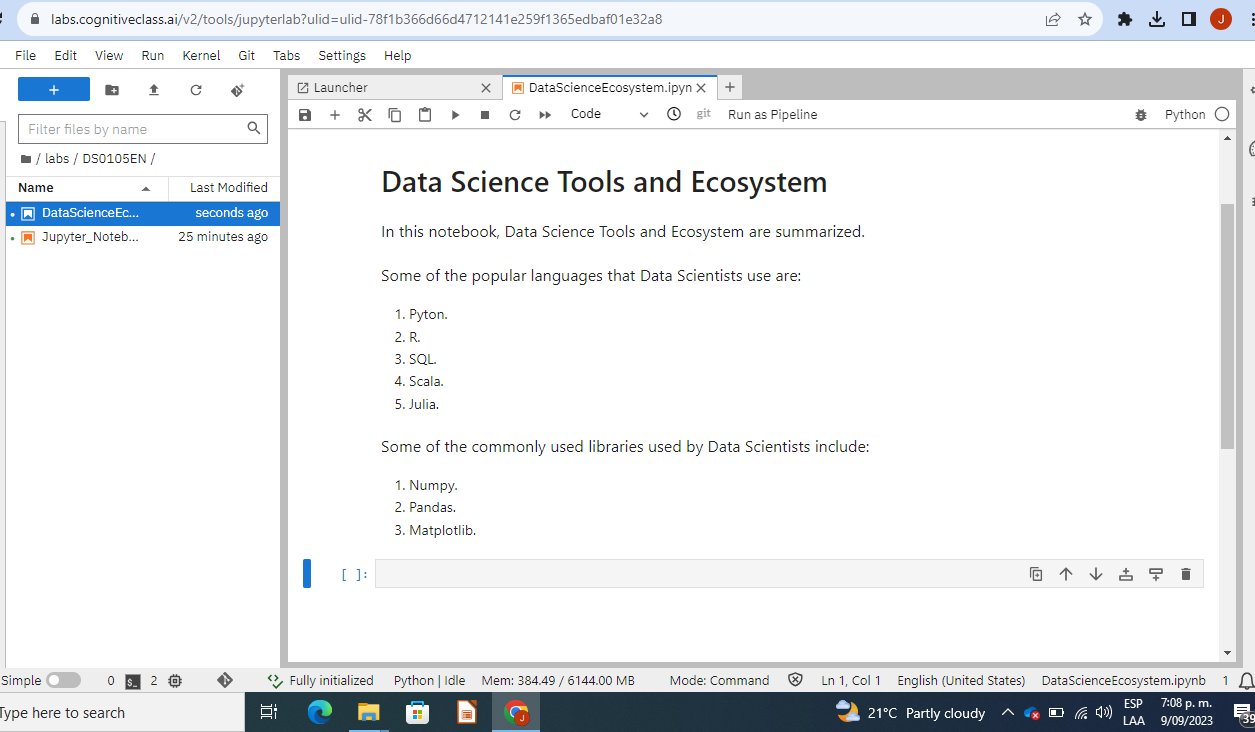 labs.cognitiveclass.ai/v2/tools/jupyterlab?ulid=ulid-78f1b366d66d4712141e259f1365edbaf01e32a8
J
File Edit View Run Kernel Git Tabs Settings Help
+
Launcher
DataScienceEcosystem.ipyn
Filter files by name
Code
git
Run as Pipeline
Python
/ labs / DS0105EN /
Name
Last Modified
DataScienceEc...
seconds ago
Jupyter_Noteb...
25 minutes ago
Data Science Tools and Ecosystem
In this notebook, Data Science Tools and Ecosystem are summarized.
Some of the popular languages that Data Scientists use are:
1. Pyton.
2. R.
3. SQL.
4. Scala.
5. Julia.
Some of the commonly used libraries used by Data Scientists include:
1. Numpy.
2. Pandas.
3. Matplotlib.
[ ]:
Simple 0 $_ 2 Fully initialized Python | Idle Mem: 384.49 / 6144.00 MB Mode: Command Ln 1, Col 1 English (United States) DataScienceEcosystem.ipynb 1
Type here to search
J
21°C Partly cloudy
ESP
LAA
7:08 p. m.
9/09/2023
39